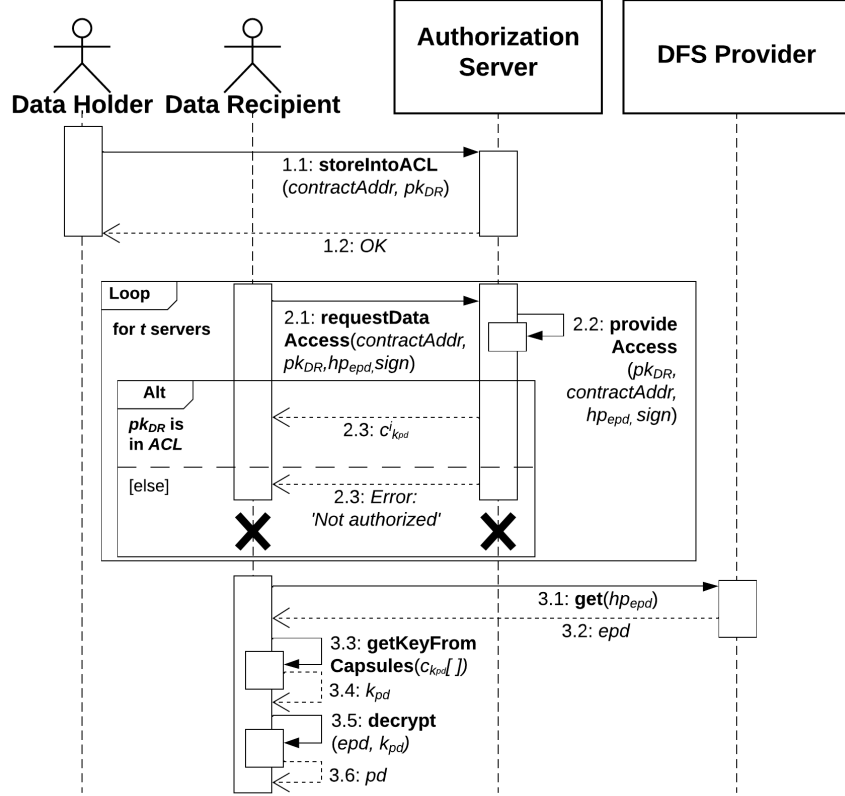 Data Holder
Data Recipient
Authorization
Server
DFS Provider
1.1: storeIntoACL
(contractAddr, pkDR)
1.2: OK
Loop
for t servers
2.1: requestData
Access(contractAddr,
pkDR,hpepd,sign)
2.2: provide
Access
(pkDR,
contractAddr,
hpepd, sign)
Alt
pkDR is
in ACL
2.3: cikpd
[else]
2.3: Error:
'Not authorized'
3.1: get(hpepd)
3.2: epd
3.3: getKeyFrom
Capsules(ckpd[ ])
3.4: kpd
3.5: decrypt
(epd, kpd)
3.6: pd